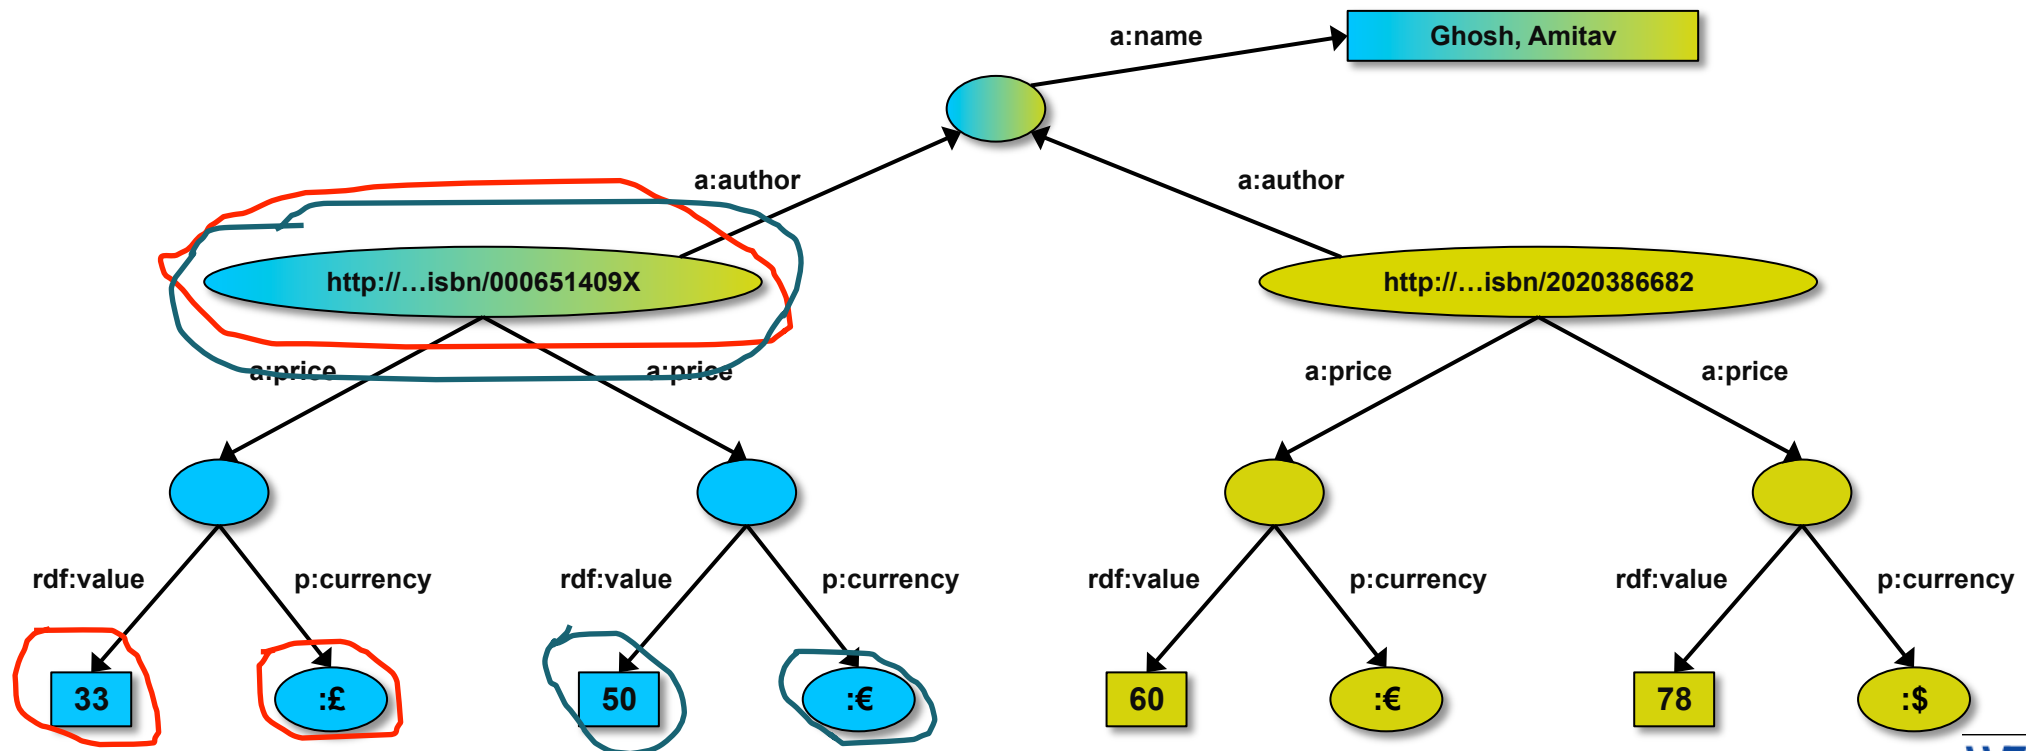 a:name
Ghosh, Amitav
a:author
a:author
http://…isbn/000651409X
http://…isbn/2020386682
a:price
a:price
a:price
a:price
rdf:value
p:currency
rdf:value
p:currency
rdf:value
p:currency
rdf:value
p:currency
33
:£
50
:€
60
:€
78
:$